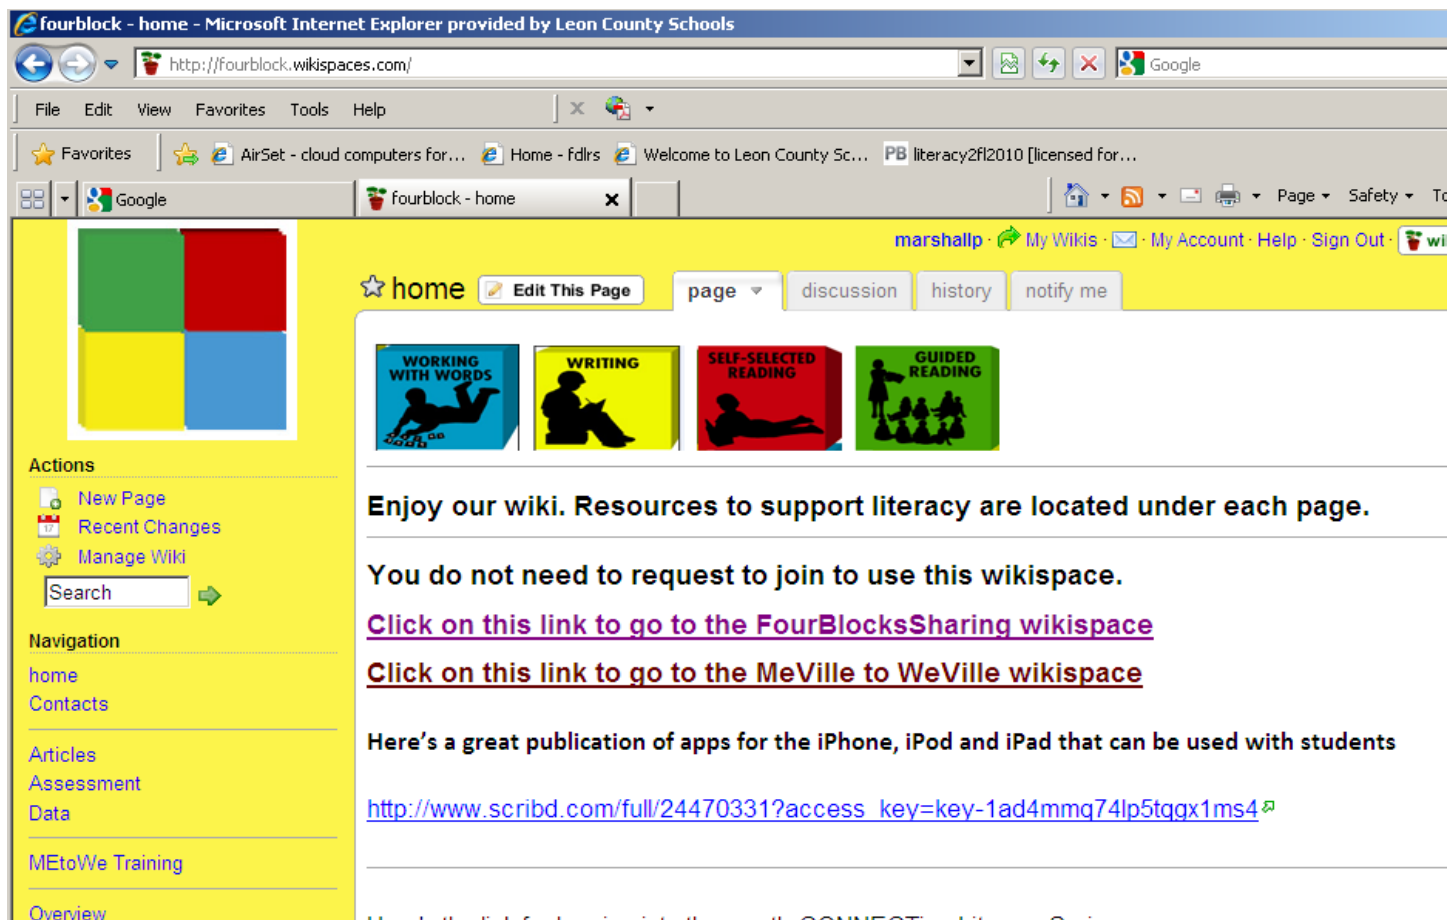 fourblock - home - Microsoft Internet Explorer provided by Leon County Schools
http://fourblock.wikispaces.com/
Google
File Edit View Favorites Tools Help
Favorites AirSet - cloud computers for... Home - fdlrs Welcome to Leon County Sc... PB literacy2fl2010 [licensed for...
Google fourblock - home Page Safety To
marshallp · My Wikis · · My Account · Help · Sign Out · wil
home Edit This Page page discussion history notify me
WORKING WITH WORDS
WRITING
SELF-SELECTED READING
GUIDED READING
Actions
New Page
17
Recent Changes
Manage Wiki
Search
Navigation
home
Contacts
Articles
Assessment
Data
MEtoWe Training
Overview
Enjoy our wiki. Resources to support literacy are located under each page.
You do not need to request to join to use this wikispace.
Click on this link to go to the FourBlocksSharing wikispace
Click on this link to go to the MeVille to WeVille wikispace
Here's a great publication of apps for the iPhone, iPod and iPad that can be used with students
http://www.scribd.com/full/24470331?access_key=key-1ad4mmq74lp5tqgx1ms4